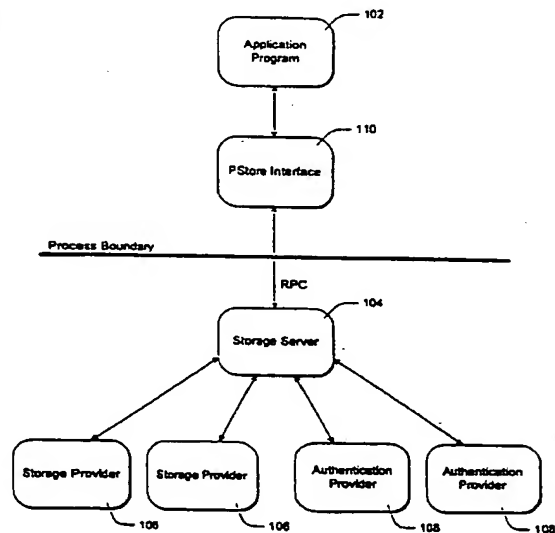 102
Application
Program
110
PStore Interface
Process Boundary
RPC
104
Storage Server
Storage Provider
Storage Provider
Authentication
Provider
Authentication
Provider
106
106
108
108